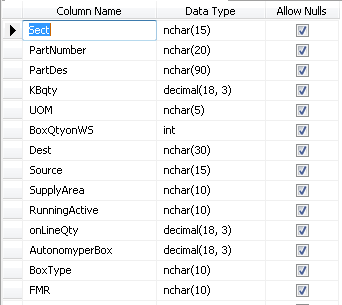 Column Name Data Type Allow Nulls
Sect nchar(15)
PartNumber nchar(20)
PartDes nchar(90)
KBqty decimal(18, 3)
UOM nchar(5)
BoxQtyonWS int
Dest nchar(30)
Source nchar(15)
SupplyArea nchar(10)
RunningActive nchar(10)
onLineQty decimal(18, 3)
AutonomyperBox decimal(18, 3)
BoxType nchar(10)
FMR nchar(10)